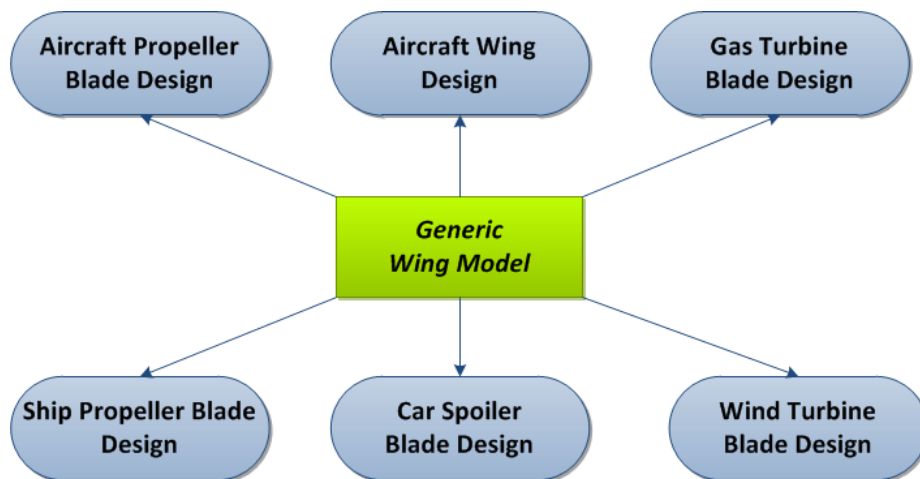 Aircraft Propeller
Blade Design
Aircraft Wing
Design
Gas Turbine
Blade Design
Generic
Wing Model
Ship Propeller Blade
Design
Car Spoiler
Blade Design
Wind Turbine
Blade Design